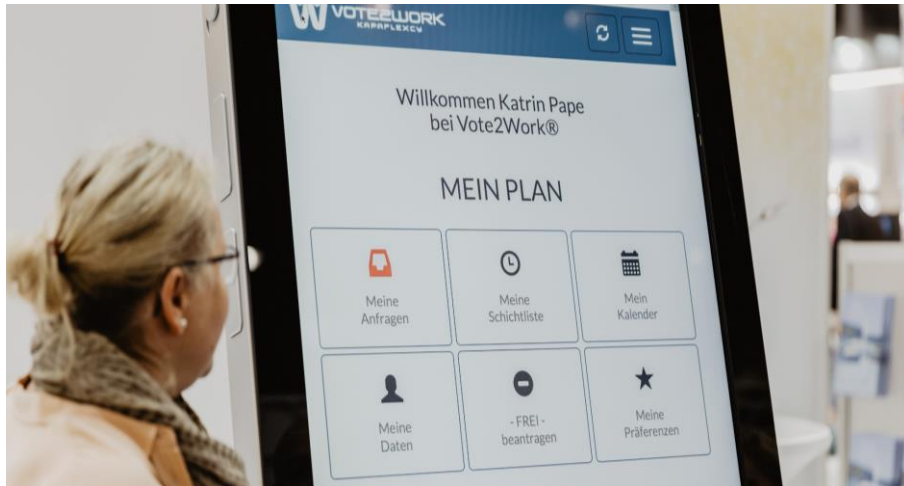 VOTE2WORK
KAPAFLEXCY
Willkommen Katrin Pape
bei Vote2Work®
MEIN PLAN
Meine
Anfragen
Meine
Schichtliste
Mein
Kalender
Meine
Daten
- FREI -
beantragen
Meine
Präferenzen